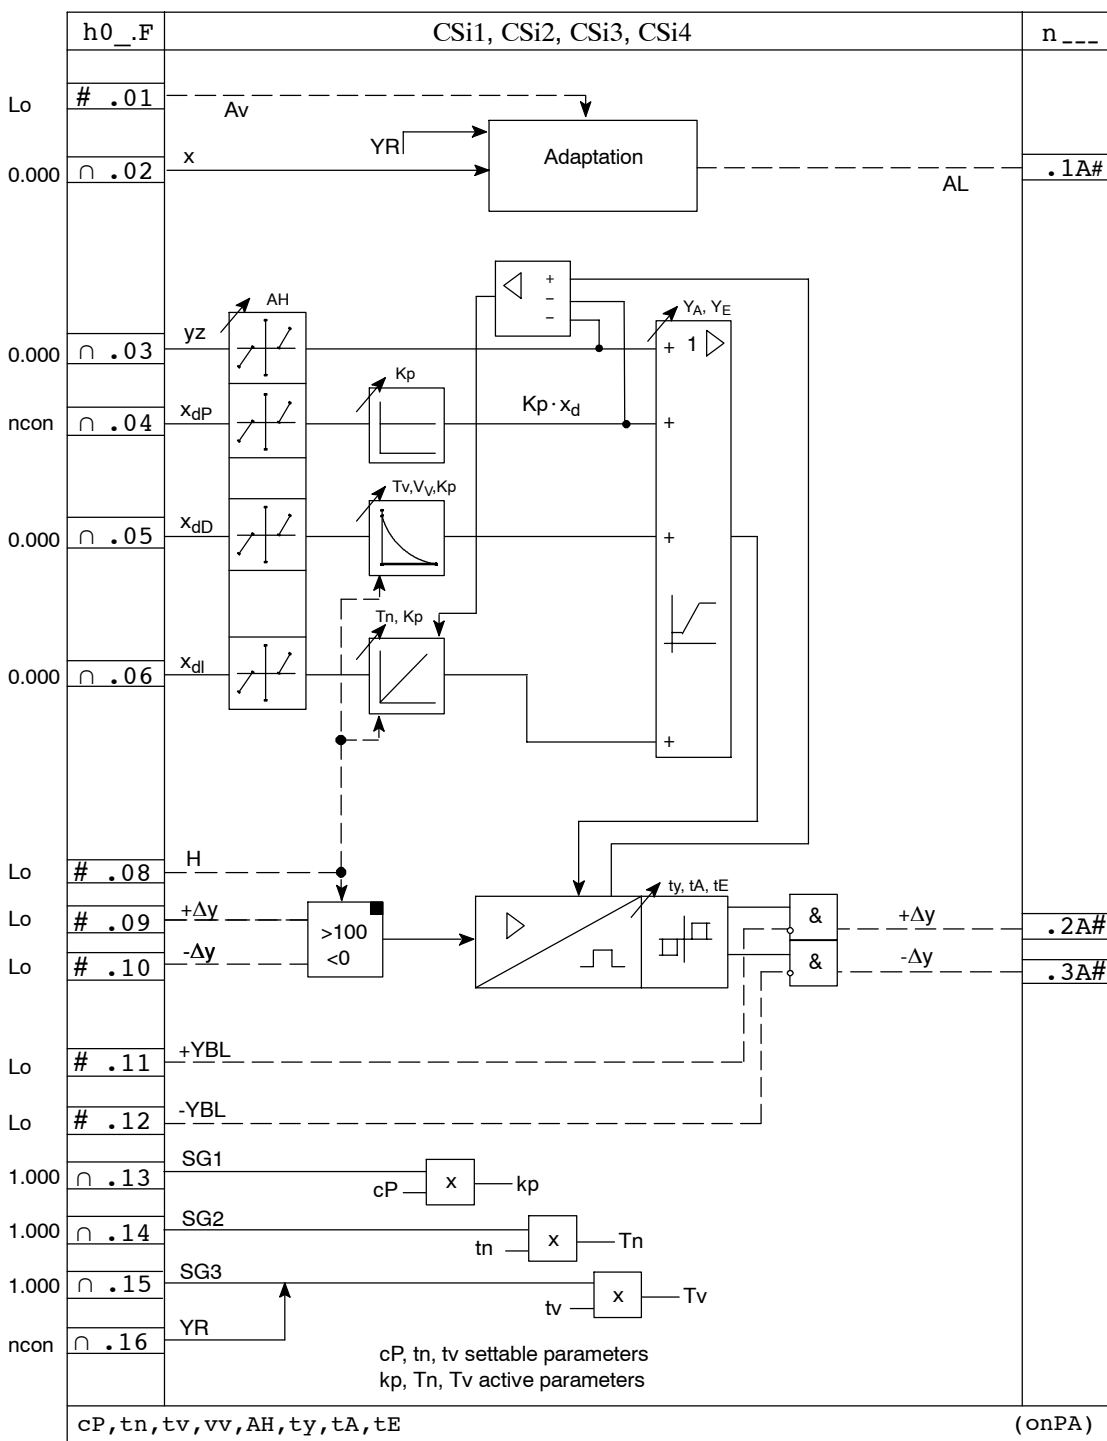 h0_.F CSi1, CSi2, CSi3, CSi4 n___
Lo # .01 Av
YR
Adaptation
0.000 ∩ .02 x
AL .1A#
+
–
–
AH
Y_A, Y_E
0.000 ∩ .03 yz + 1
Kp
ncon ∩ .04 x_dP Kp · x_d +
Tv,V_V,Kp
0.000 ∩ .05 x_dD +
Tn, Kp
0.000 ∩ .06 x_dI
+
Lo # .08 H
ty, tA, tE
Lo # .09 +Δy >100 & +Δy .2A#
Lo # .10 -Δy <0 & -Δy .3A#
Lo # .11 +YBL
Lo # .12 -YBL
1.000 ∩ .13 SG1
cP x kp
1.000 ∩ .14 SG2
tn x Tn
1.000 ∩ .15 SG3
tv x Tv
ncon ∩ .16 YR
cP, tn, tv settable parameters
kp, Tn, Tv active parameters
cP,tn,tv,vv,AH,ty,tA,tE (onPA)